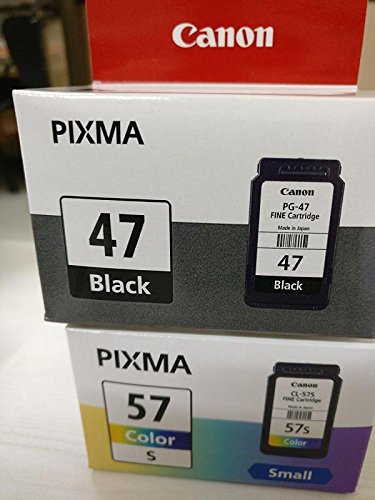 Canon
PIXMA
47
Black
Canon
PG-47
FINE Cartridge
Made in Japan
47
Black
PIXMA
57
Color
S
Canon
CL-57S
FINE Cartridge
Made in Japan
57s
Color
Small